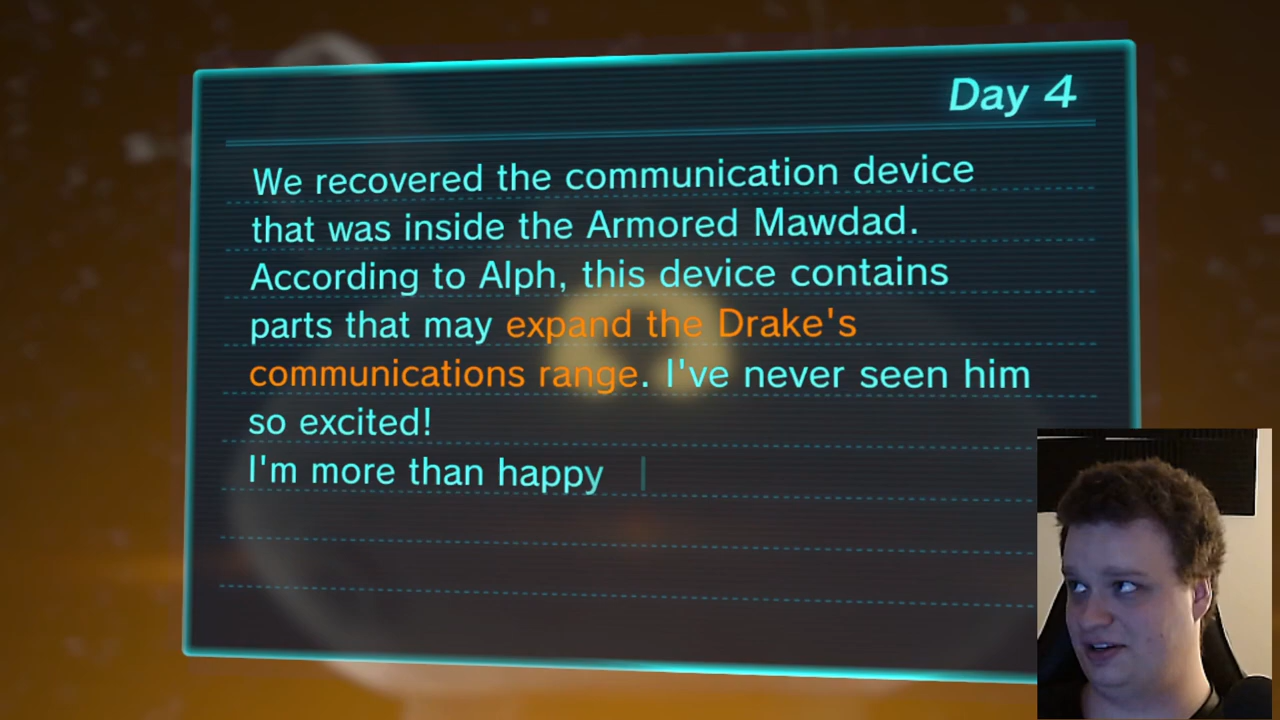 Day 4
We recovered the communication device
that was inside the Armored Mawdad.
According to Alph, this device contains
parts that may expand the Drake's
communications range. I've never seen him
so excited!
I'm more than happy